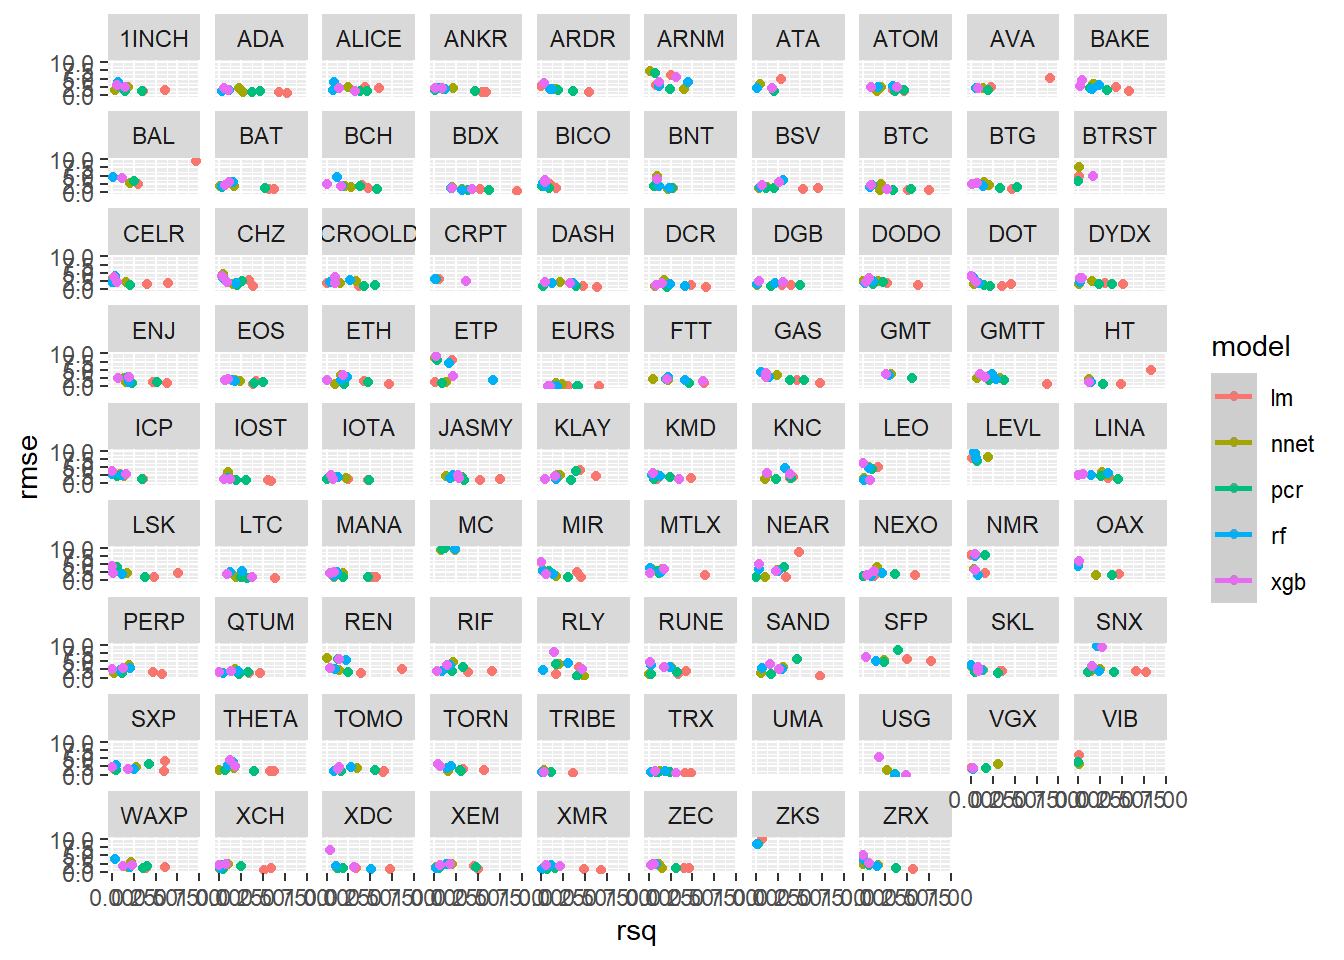 1INCH ADA ALICE ANKR ARDR ARNM ATA ATOM AVA BAKE
BAL BAT BCH BDX BICO BNT BSV BTC BTG BTRST
CELR CHZ CROOLD CRPT DASH DCR DGB DODO DOT DYDX
ENJ EOS ETH ETP EURS FTT GAS GMT GMTT HT
ICP IOST IOTA JASMY KLAY KMD KNC LEO LEVL LINA
LSK LTC MANA MC MIR MTLX NEAR NEXO NMR OAX
PERP QTUM REN RIF RLY RUNE SAND SFP SKL SNX
SXP THETA TOMO TORN TRIBE TRX UMA USG VGX VIB
WAXP XCH XDC XEM XMR ZEC ZKS ZRX
rsq
rmse
model
lm
nnet
pcr
rf
xgb